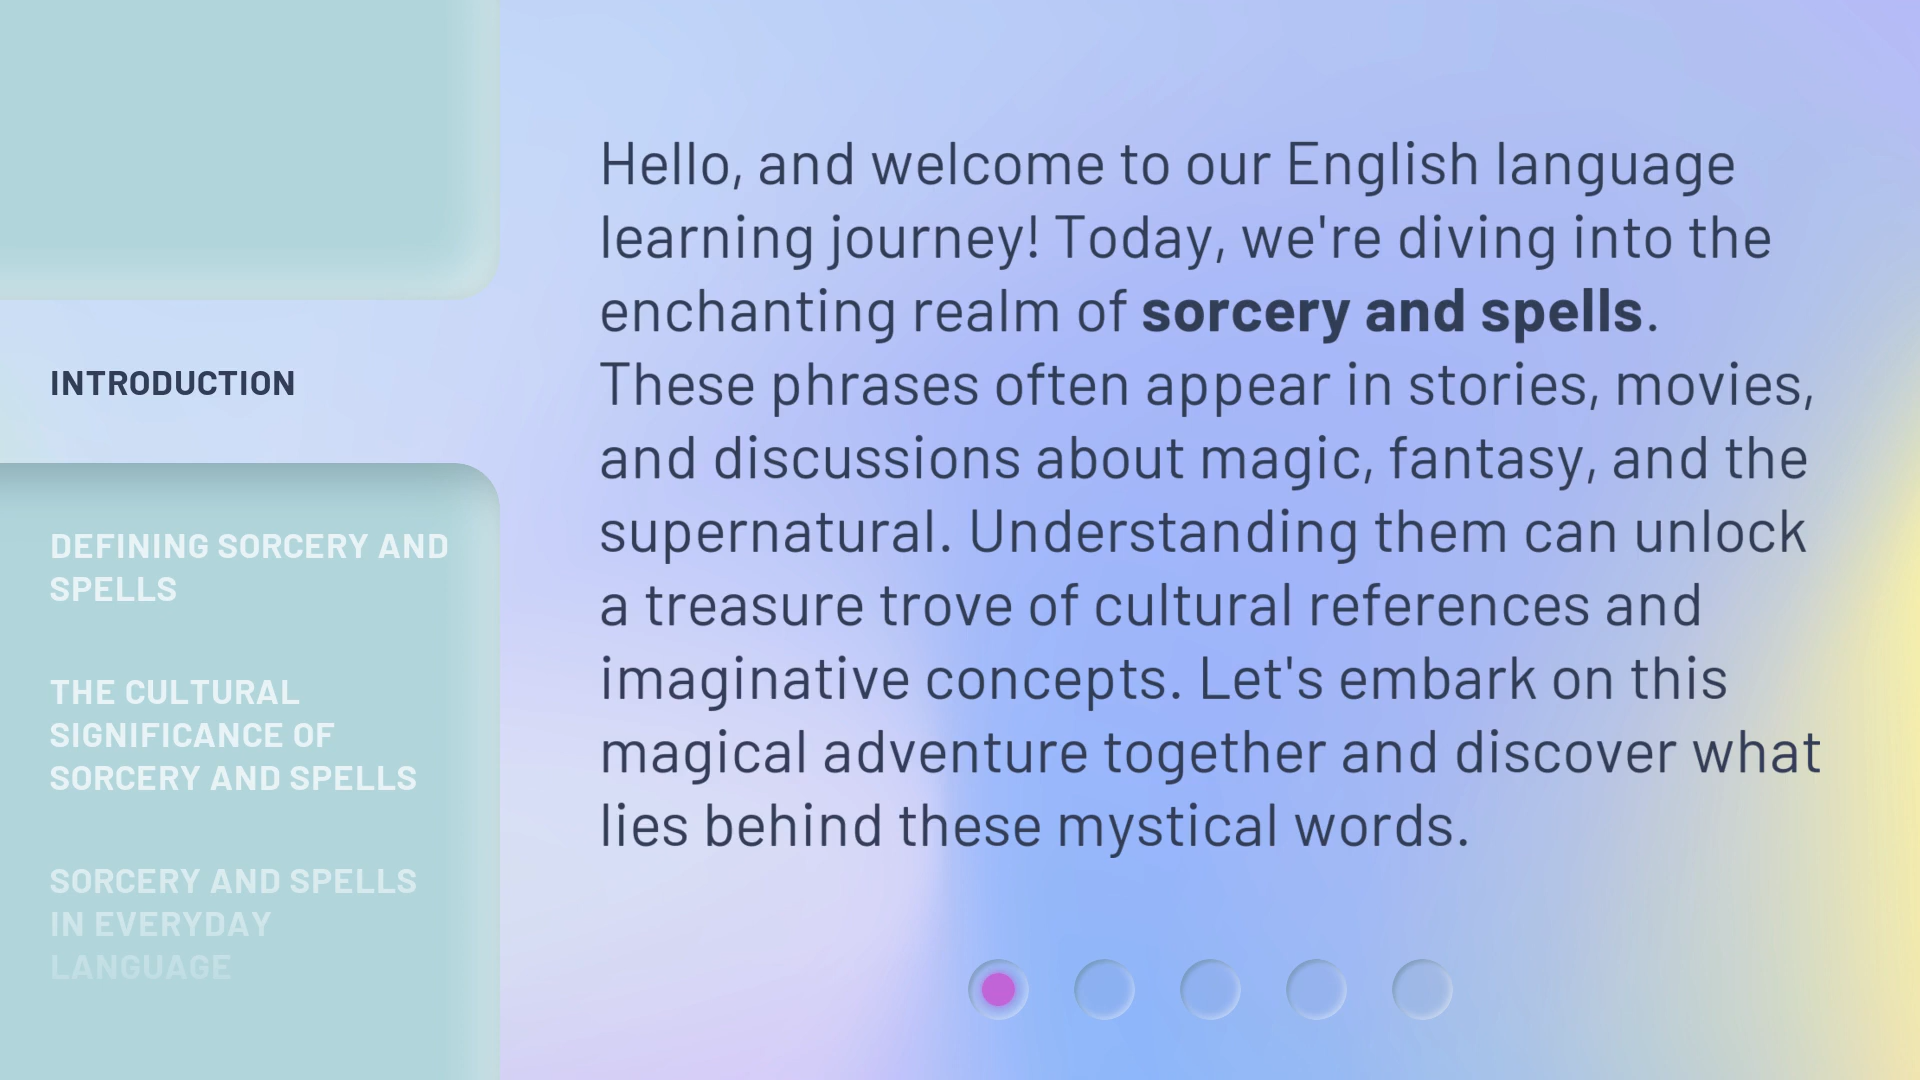 INTRODUCTION
DEFINING SORCERY AND
SPELLS
THE CULTURAL
SIGNIFICANCE OF
SORCERY AND SPELLS
SORCERY AND SPELLS
IN EVERYDAY
LANGUAGE
Hello, and welcome to our English language
learning journey! Today, we're diving into the
enchanting realm of sorcery and spells.
These phrases often appear in stories, movies,
and discussions about magic, fantasy, and the
supernatural. Understanding them can unlock
a treasure trove of cultural references and
imaginative concepts. Let's embark on this
magical adventure together and discover what
lies behind these mystical words.